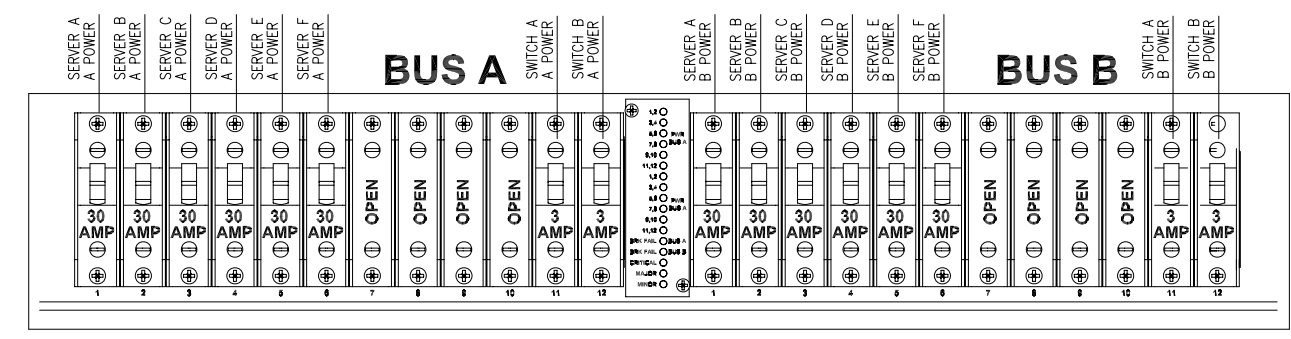 SERVER A
A POWER
SERVER B
A POWER
SERVER C
A POWER
SERVER D
A POWER
SERVER E
A POWER
SERVER F
A POWER
BUS A
SWITCH A
A POWER
SWITCH B
A POWER
SERVER A
B POWER
SERVER B
B POWER
SERVER C
B POWER
SERVER D
B POWER
SERVER E
B POWER
SERVER F
B POWER
BUS B
SWITCH A
B POWER
SWITCH B
B POWER
30 AMP
30 AMP
30 AMP
30 AMP
30 AMP
30 AMP
OPEN
OPEN
OPEN
OPEN
3 AMP
3 AMP
1,2
3,4
5,6
PWR
7,8
BUS A
9,10
11,12
1,2
3,4
5,6
PWR
7,8
BUS A
9,10
11,12
BRK FAIL BUS A
BRK FAIL BUS B
CRITICAL
MAJOR
MINOR
30 AMP
30 AMP
30 AMP
30 AMP
30 AMP
30 AMP
OPEN
OPEN
OPEN
OPEN
3 AMP
3 AMP
1 2 3 4 5 6 7 8 9 10 11 12
1 2 3 4 5 6 7 8 9 10 11 12